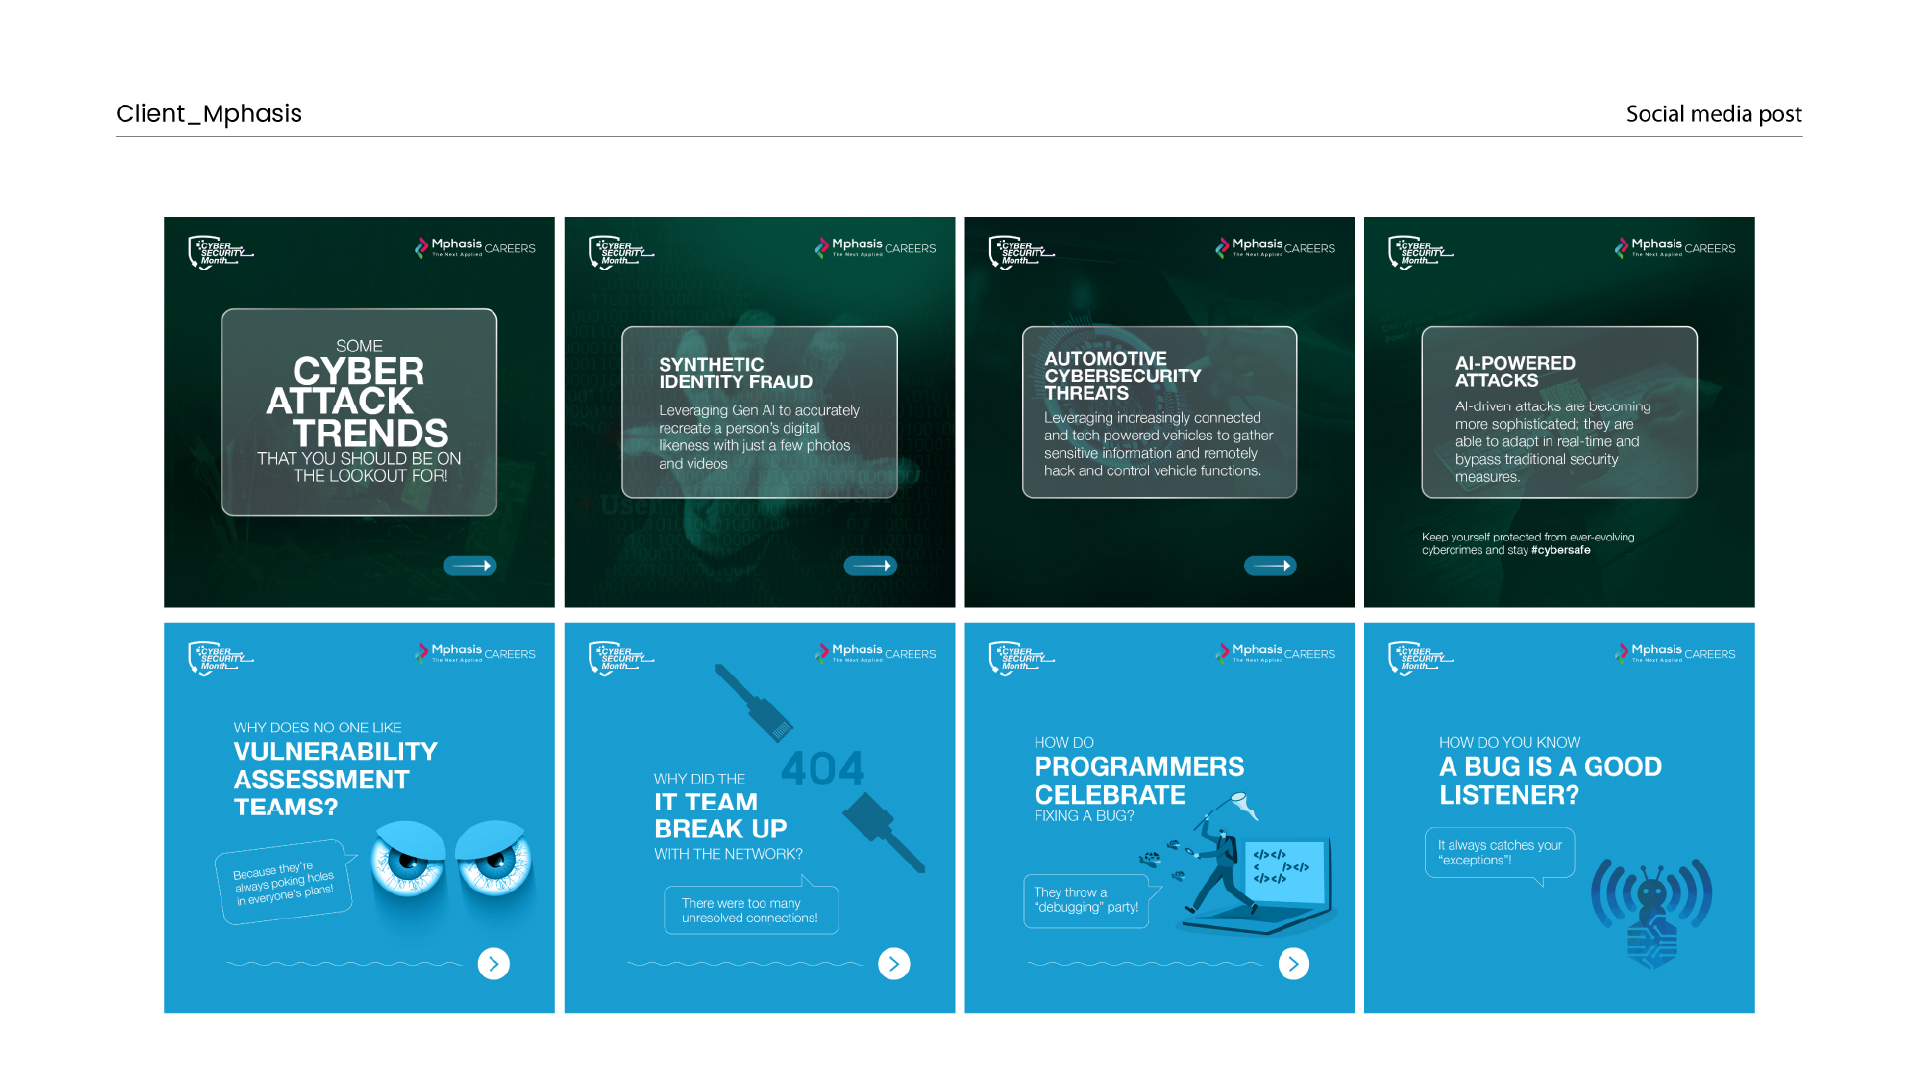 Client_Mphasis
Social media post
CYBER
SECURITY
Month
Mphasis CAREERS
The Next Applied
SOME
CYBER
ATTACK
TRENDS
THAT YOU SHOULD BE ON
THE LOOKOUT FOR!
CYBER
SECURITY
Month
Mphasis CAREERS
The Next Applied
SYNTHETIC
IDENTITY FRAUD
Leveraging Gen AI to accurately
recreate a person's digital
likeness with just a few photos
and videos
User
CYBER
SECURITY
Month
Mphasis CAREERS
The Next Applied
AUTOMOTIVE
CYBERSECURITY
THREATS
Leveraging increasingly connected
and tech powered vehicles to gather
sensitive information and remotely
hack and control vehicle functions.
CYBER
SECURITY
Month
Mphasis CAREERS
The Next Applied
AI-POWERED
ATTACKS
AI-driven attacks are becoming
more sophisticated; they are
able to adapt in real-time and
bypass traditional security
measures.
Keep yourself protected from ever-evolving
cybercrimes and stay #cybersafe
CYBER
SECURITY
Month
Mphasis CAREERS
The Next Applied
WHY DOES NO ONE LIKE
VULNERABILITY
ASSESSMENT
TEAMS?
Because they're
always poking holes
in everyone's plans!
CYBER
SECURITY
Month
Mphasis CAREERS
The Next Applied
404
WHY DID THE
IT TEAM
BREAK UP
WITH THE NETWORK?
There were too many
unresolved connections!
CYBER
SECURITY
Month
Mphasis CAREERS
The Next Applied
HOW DO
PROGRAMMERS
CELEBRATE
FIXING A BUG?
</></>
< />< />
</></>
They throw a
"debugging" party!
CYBER
SECURITY
Month
Mphasis CAREERS
The Next Applied
HOW DO YOU KNOW
A BUG IS A GOOD
LISTENER?
It always catches your
"exceptions"!